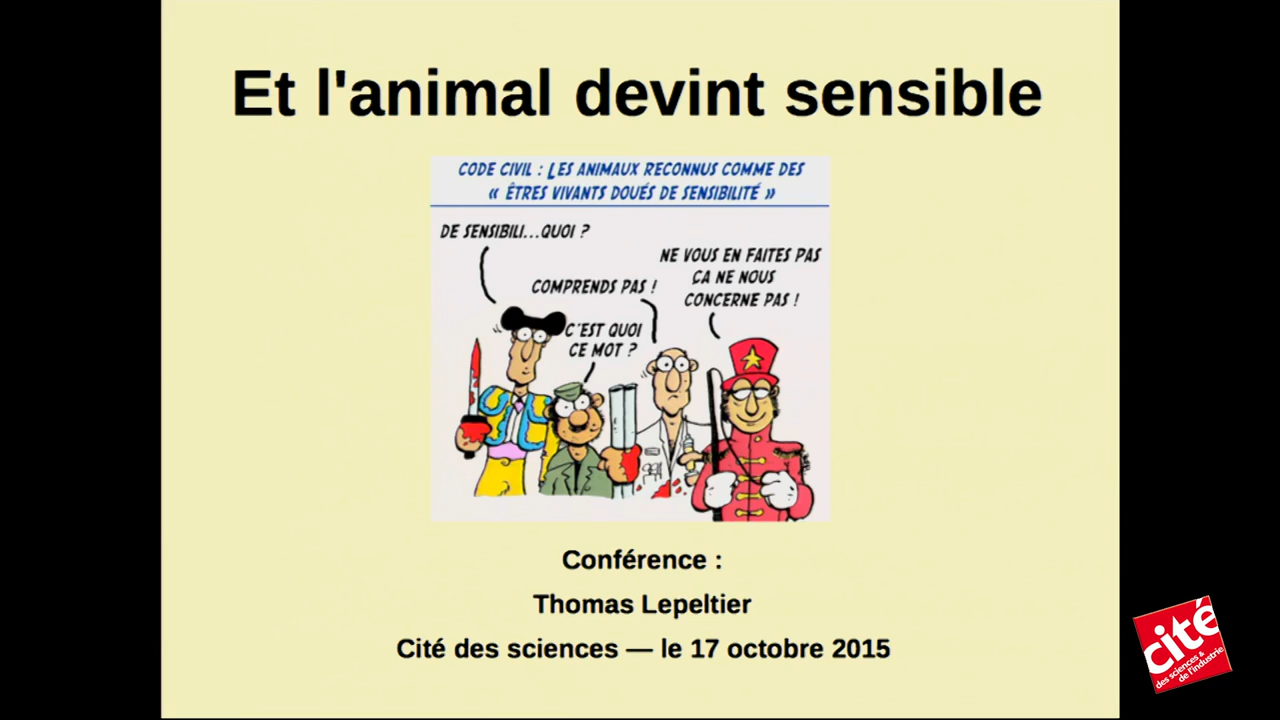 Et l'animal devint sensible
CODE CIVIL : LES ANIMAUX RECONNUS COMME DES
« ÊTRES VIVANTS DOUÉS DE SENSIBILITÉ »
DE SENSIBILI...QUOI ?
NE VOUS EN FAITES PAS
ÇA NE NOUS
CONCERNE PAS !
COMPRENDS PAS !
C'EST QUOI
CE MOT ?
Conférence :
Thomas Lepeltier
Cité des sciences — le 17 octobre 2015
cité
des sciences &
de l'industrie